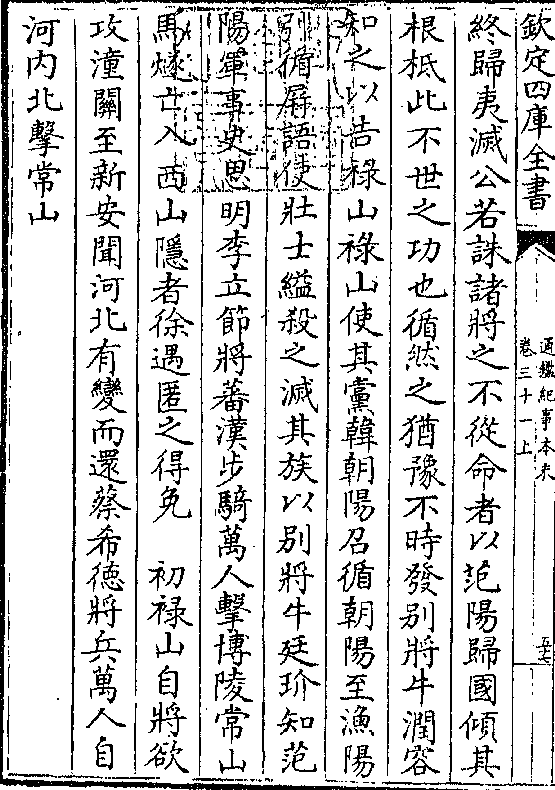 欽定四庫全書
通鑑紀事本末
卷三十一上
終歸夷滅公若誅諸將之不從命者以范陽歸國傾其
根柢此不世之功也循然之猶豫不時發别將牛潤容
知之以告祿山祿山使其黨韓朝陽召循朝陽至漁陽
引循屏語使壯士縊殺之滅其族以别將牛廷玠知范
陽軍事史思明李立節將蕃漢步騎萬人擊博陵常山
馬燧亡入西山隱者徐遇匿之得免　初祿山自將欲
攻潼關至新安聞河北有變而還蔡希德將兵萬人自
河内北擊常山